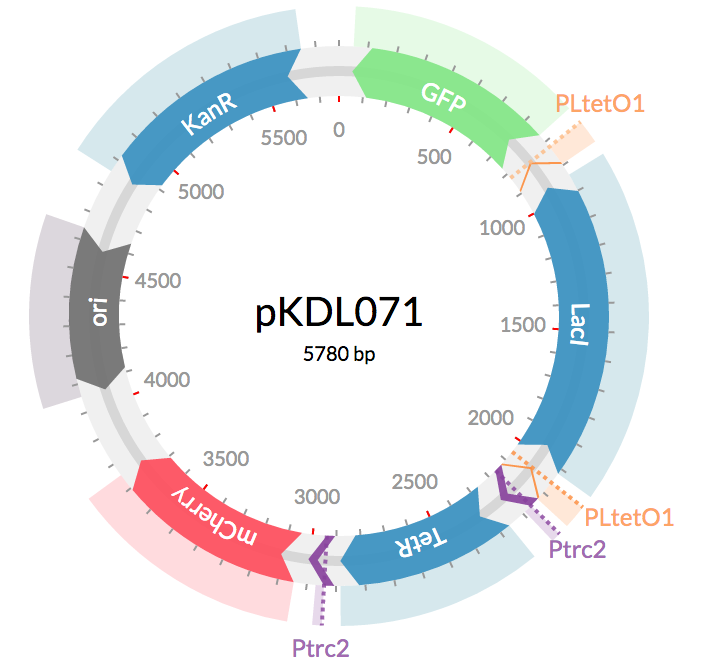 KanR
GFP
PLtetO1
5500
0
500
5000
1000
LacI
4500
ori
pKDL071
5780 bp
1500
4000
2000
3500
3000
2500
mCherry
TetR
PLtetO1
Ptrc2
Ptrc2